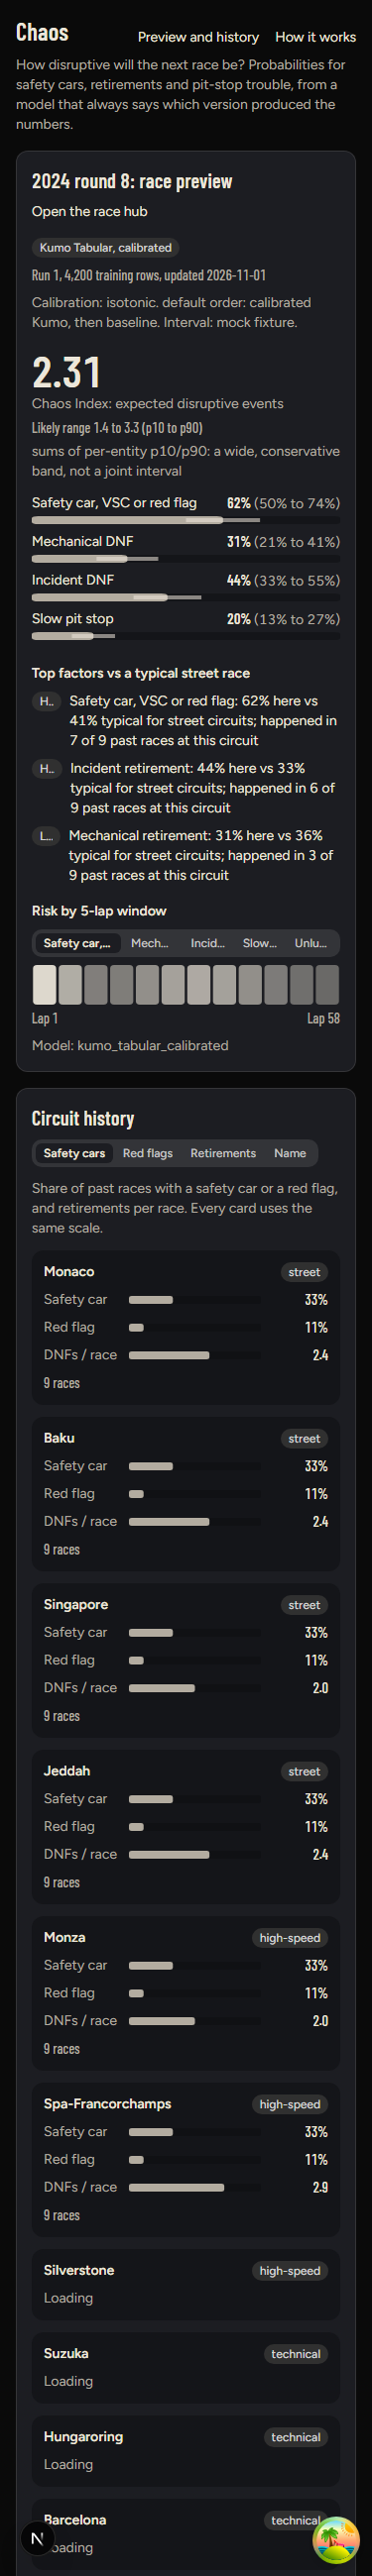 Chaos
Preview and history
How it works
How disruptive will the next race be? Probabilities for
safety cars, retirements and pit-stop trouble, from a
model that always says which version produced the
numbers.
2024 round 8: race preview
Open the race hub
Kumo Tabular, calibrated
Run 1, 4,200 training rows, updated 2026-11-01
Calibration: isotonic. default order: calibrated
Kumo, then baseline. Interval: mock fixture.
2.31
Chaos Index: expected disruptive events
Likely range 1.4 to 3.3 (p10 to p90)
sums of per-entity p10/p90: a wide, conservative
band, not a joint interval
Safety car, VSC or red flag 62% (50% to 74%)
Mechanical DNF 31% (21% to 41%)
Incident DNF 44% (33% to 55%)
Slow pit stop 20% (13% to 27%)
Top factors vs a typical street race
H... Safety car, VSC or red flag: 62% here vs
41% typical for street circuits; happened in
7 of 9 past races at this circuit
H... Incident retirement: 44% here vs 33%
typical for street circuits; happened in 6 of
9 past races at this circuit
L... Mechanical retirement: 31% here vs 36%
typical for street circuits; happened in 3 of
9 past races at this circuit
Risk by 5-lap window
Safety car,... Mech... Incid... Slow... Unlu...
Lap 1 Lap 58
Model: kumo_tabular_calibrated
Circuit history
Safety cars Red flags Retirements Name
Share of past races with a safety car or a red flag,
and retirements per race. Every card uses the
same scale.
Monaco street
Safety car 33%
Red flag 11%
DNFs / race 2.4
9 races
Baku street
Safety car 33%
Red flag 11%
DNFs / race 2.4
9 races
Singapore street
Safety car 33%
Red flag 11%
DNFs / race 2.0
9 races
Jeddah street
Safety car 33%
Red flag 11%
DNFs / race 2.4
9 races
Monza high-speed
Safety car 33%
Red flag 11%
DNFs / race 2.0
9 races
Spa-Francorchamps high-speed
Safety car 33%
Red flag 11%
DNFs / race 2.9
9 races
Silverstone high-speed
Loading
Suzuka technical
Loading
Hungaroring technical
Loading
Barcelona technical
N oading